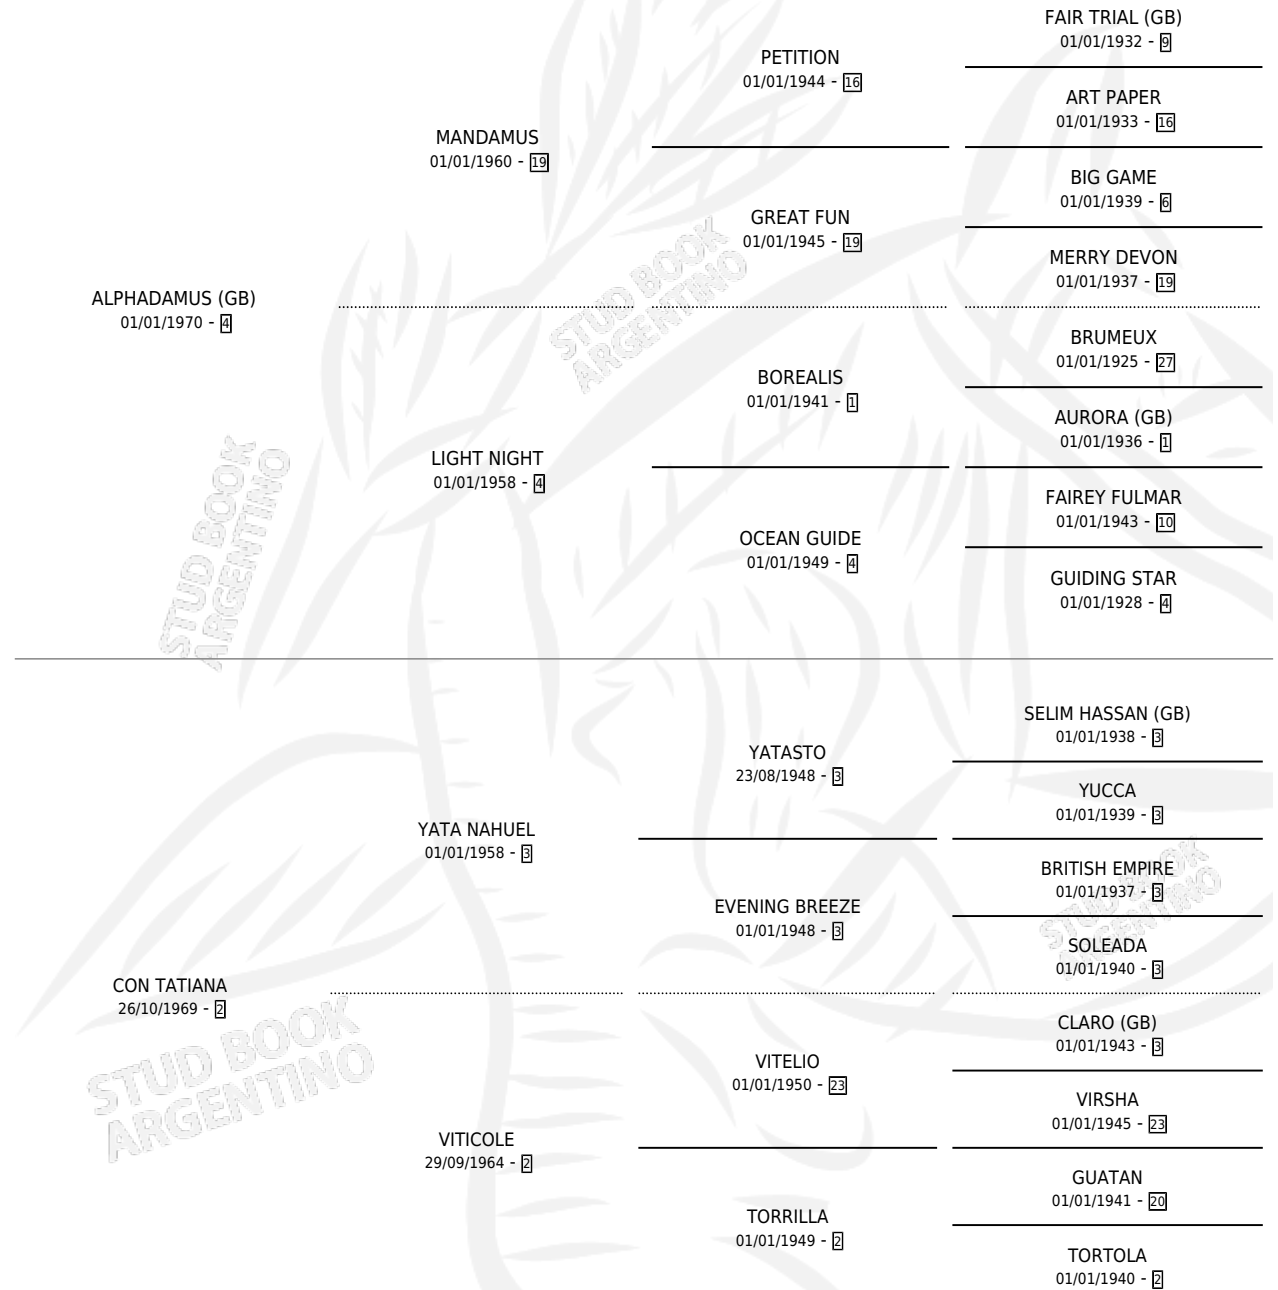 FAIR TRIAL (GB)
01/01/1932 - 9
PETITION
01/01/1944 - 16
ART PAPER
01/01/1933 - 16
MANDAMUS
01/01/1960 - 19
BIG GAME
01/01/1939 - 6
GREAT FUN
01/01/1945 - 19
MERRY DEVON
01/01/1937 - 19
ALPHADAMUS (GB)
01/01/1970 - 4
BRUMEUX
01/01/1925 - 27
BOREALIS
01/01/1941 - 1
AURORA (GB)
01/01/1936 - 1
LIGHT NIGHT
01/01/1958 - 4
FAIREY FULMAR
01/01/1943 - 10
OCEAN GUIDE
01/01/1949 - 4
GUIDING STAR
01/01/1928 - 4
SELIM HASSAN (GB)
01/01/1938 - 3
YATASTO
23/08/1948 - 3
YUCCA
01/01/1939 - 3
YATA NAHUEL
01/01/1958 - 3
BRITISH EMPIRE
01/01/1937 - 3
EVENING BREEZE
01/01/1948 - 3
SOLEADA
01/01/1940 - 3
CON TATIANA
26/10/1969 - 2
CLARO (GB)
01/01/1943 - 3
VITELIO
01/01/1950 - 23
VIRSHA
01/01/1945 - 23
VITICOLE
29/09/1964 - 2
GUATAN
01/01/1941 - 20
TORRILLA
01/01/1949 - 2
TORTOLA
01/01/1940 - 2
STUD BOOK
ARGENTINO
STUD BOOK
ARGENTINO
STUD BOOK
ARGENTINO
STUD BOOK
ARGENTINO